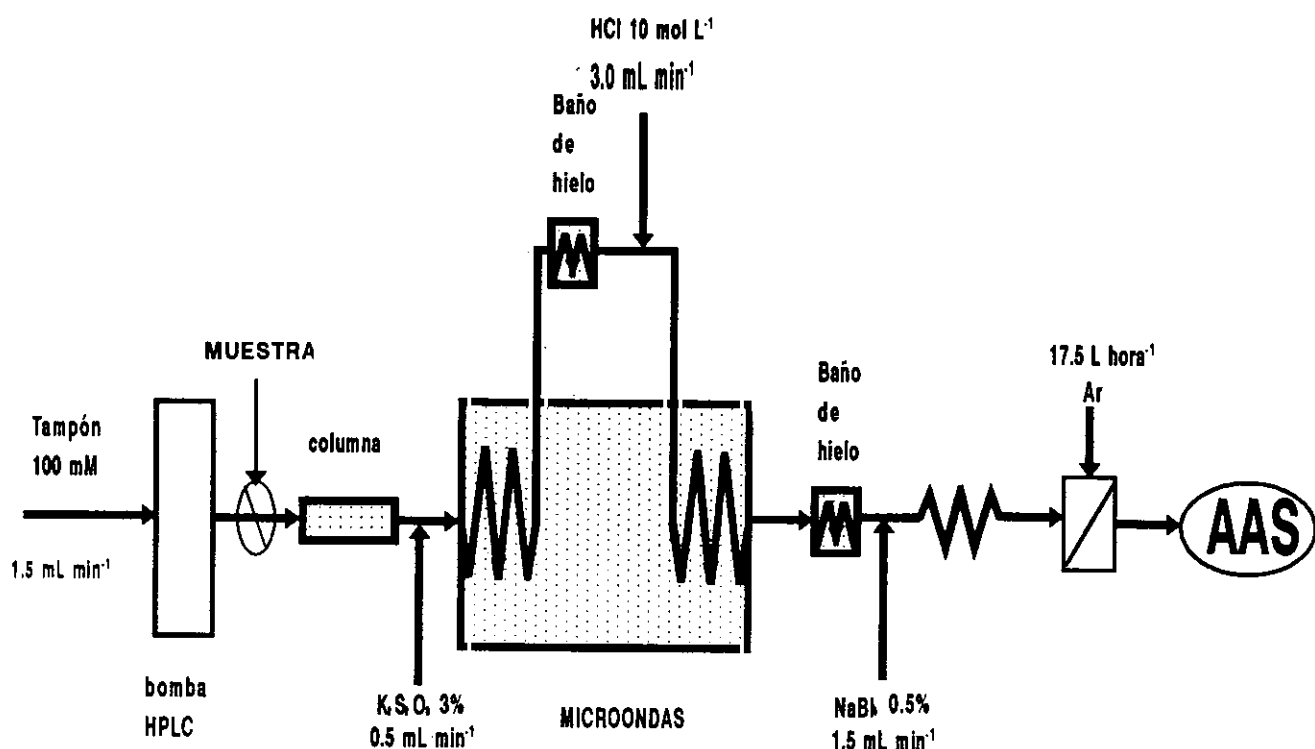 HCl 10 mol L⁻¹
3.0 mL min⁻¹
Baño
de
hielo
MUESTRA
17.5 L hora⁻¹
Ar
Baño
de
hielo
Tampón
100 mM
columna
AAS
1.5 mL min⁻¹
bomba
HPLC
K₂S₂O₈ 3%
0.5 mL min⁻¹
MICROONDAS
NaBH₄ 0.5%
1.5 mL min⁻¹